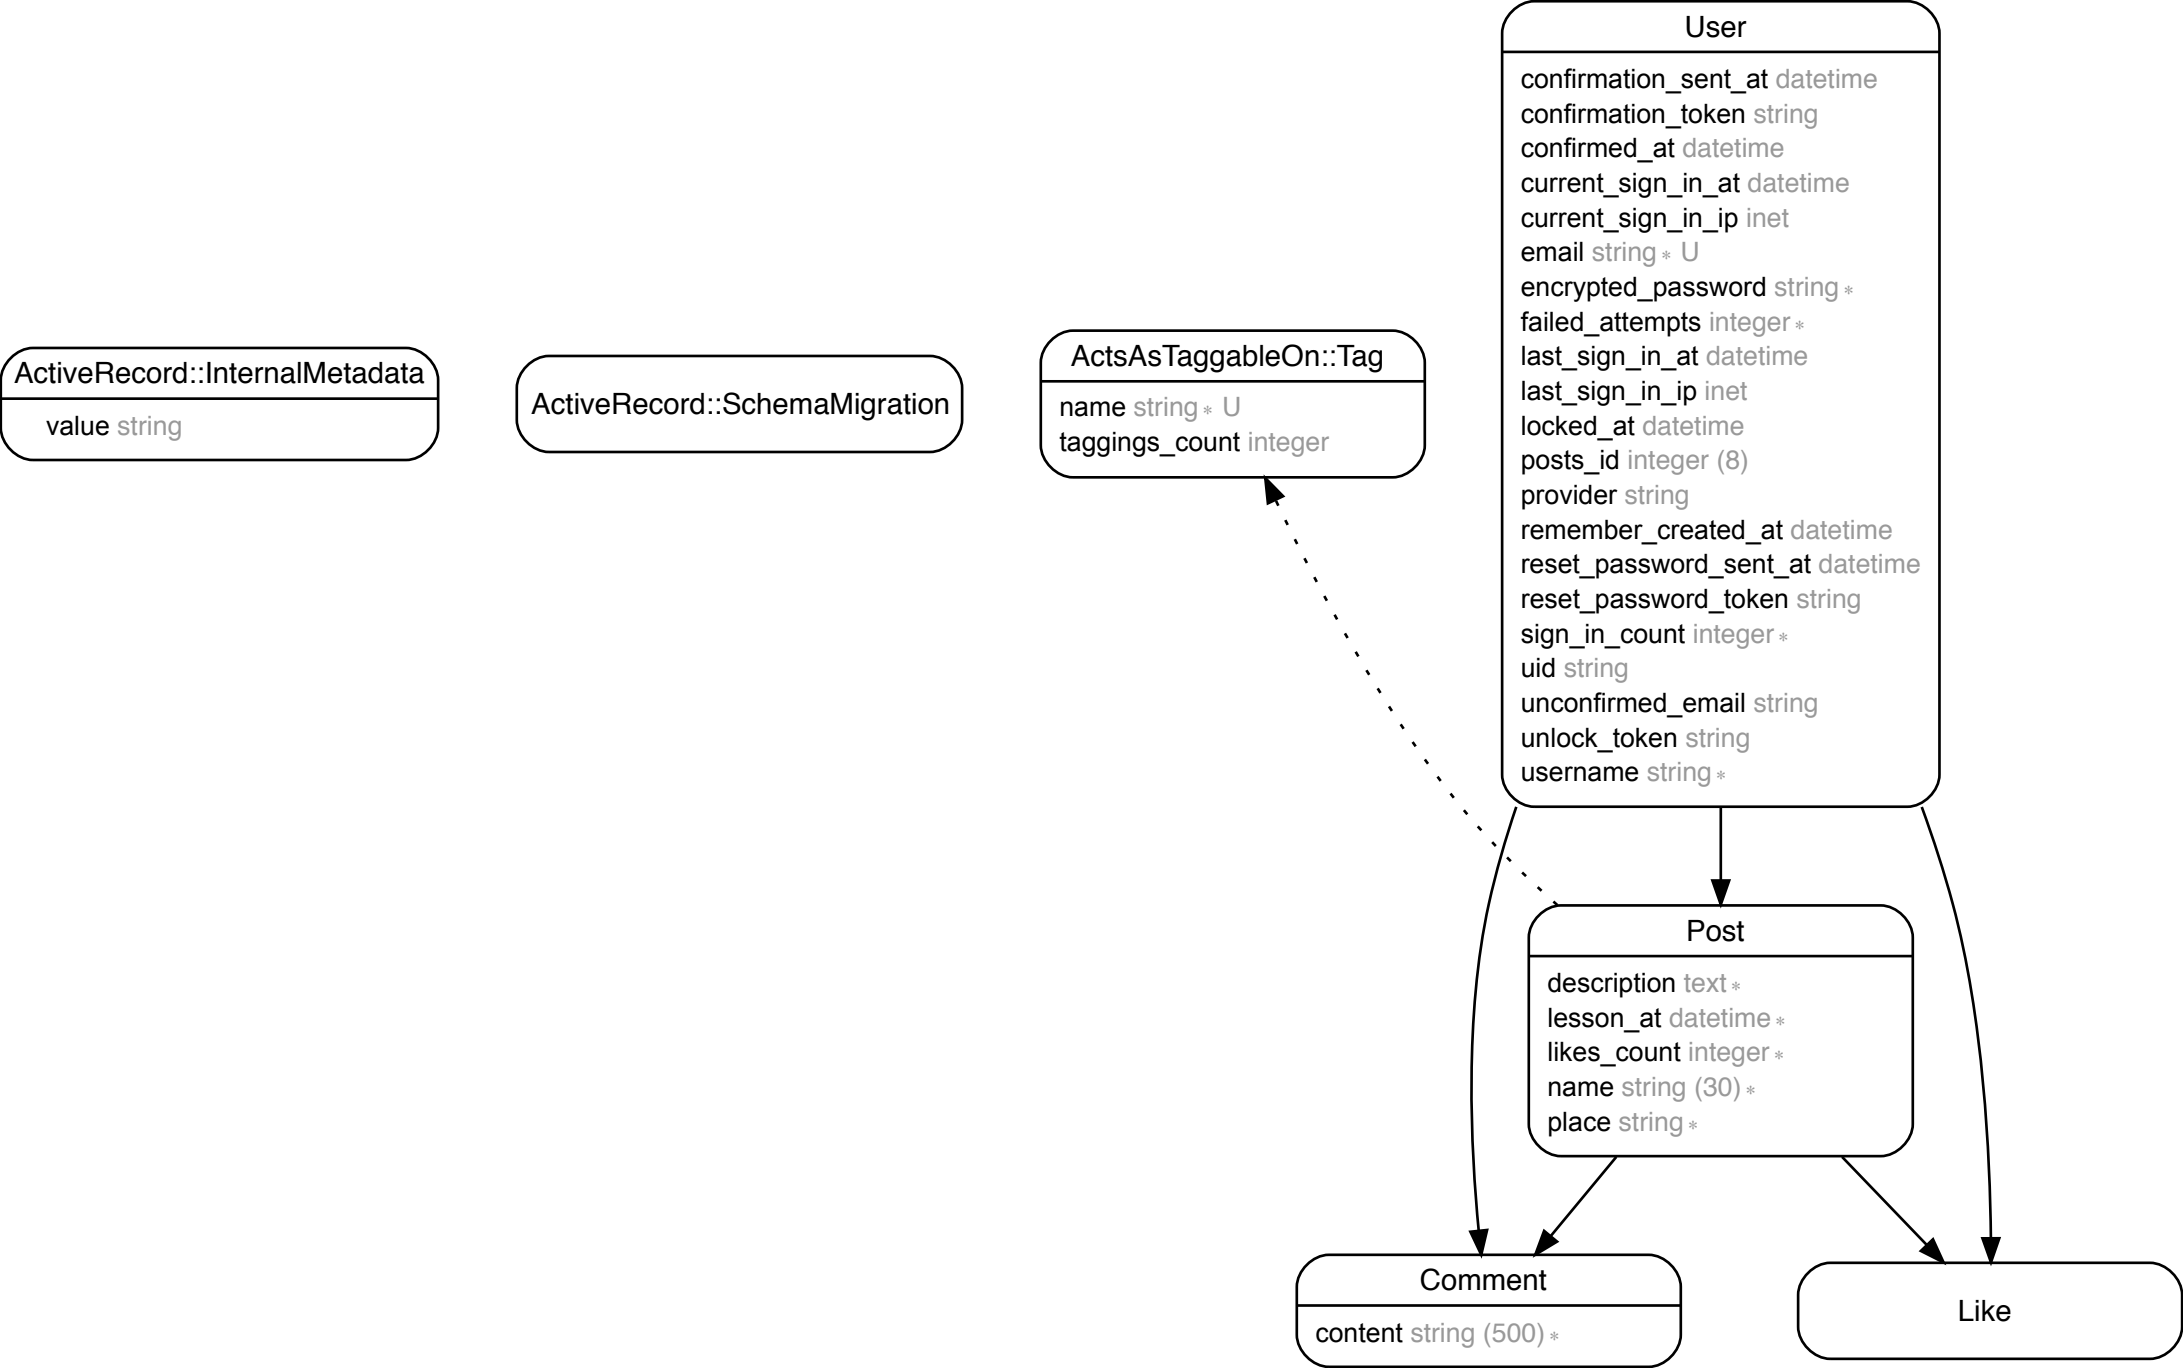 ActiveRecord::InternalMetadata
value string
ActiveRecord::SchemaMigration
ActsAsTaggableOn::Tag
name string * U
taggings_count integer
User
confirmation_sent_at datetime
confirmation_token string
confirmed_at datetime
current_sign_in_at datetime
current_sign_in_ip inet
email string * U
encrypted_password string *
failed_attempts integer *
last_sign_in_at datetime
last_sign_in_ip inet
locked_at datetime
posts_id integer (8)
provider string
remember_created_at datetime
reset_password_sent_at datetime
reset_password_token string
sign_in_count integer *
uid string
unconfirmed_email string
unlock_token string
username string *
Post
description text *
lesson_at datetime *
likes_count integer *
name string (30) *
place string *
Comment
content string (500) *
Like